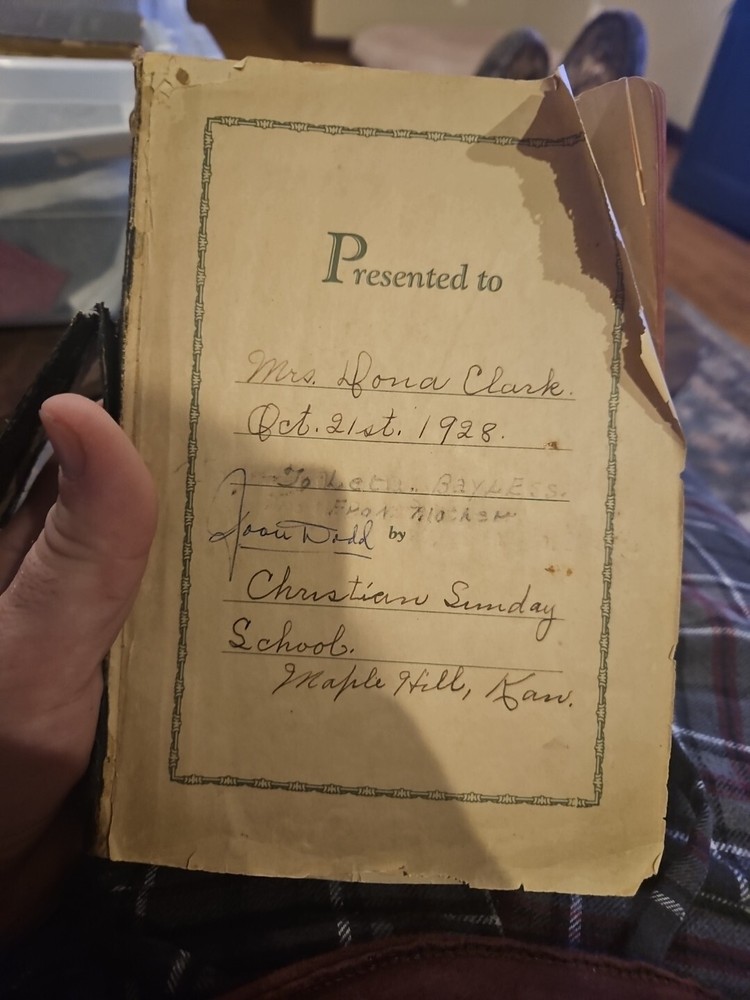 Presented to
Mrs. Dona Clark.
Oct. 21st. 1928.
To Leta. BAYLESS.
From Mother
Joan Dodd by
Christian Sunday
School.
Maple Hill, Kan.